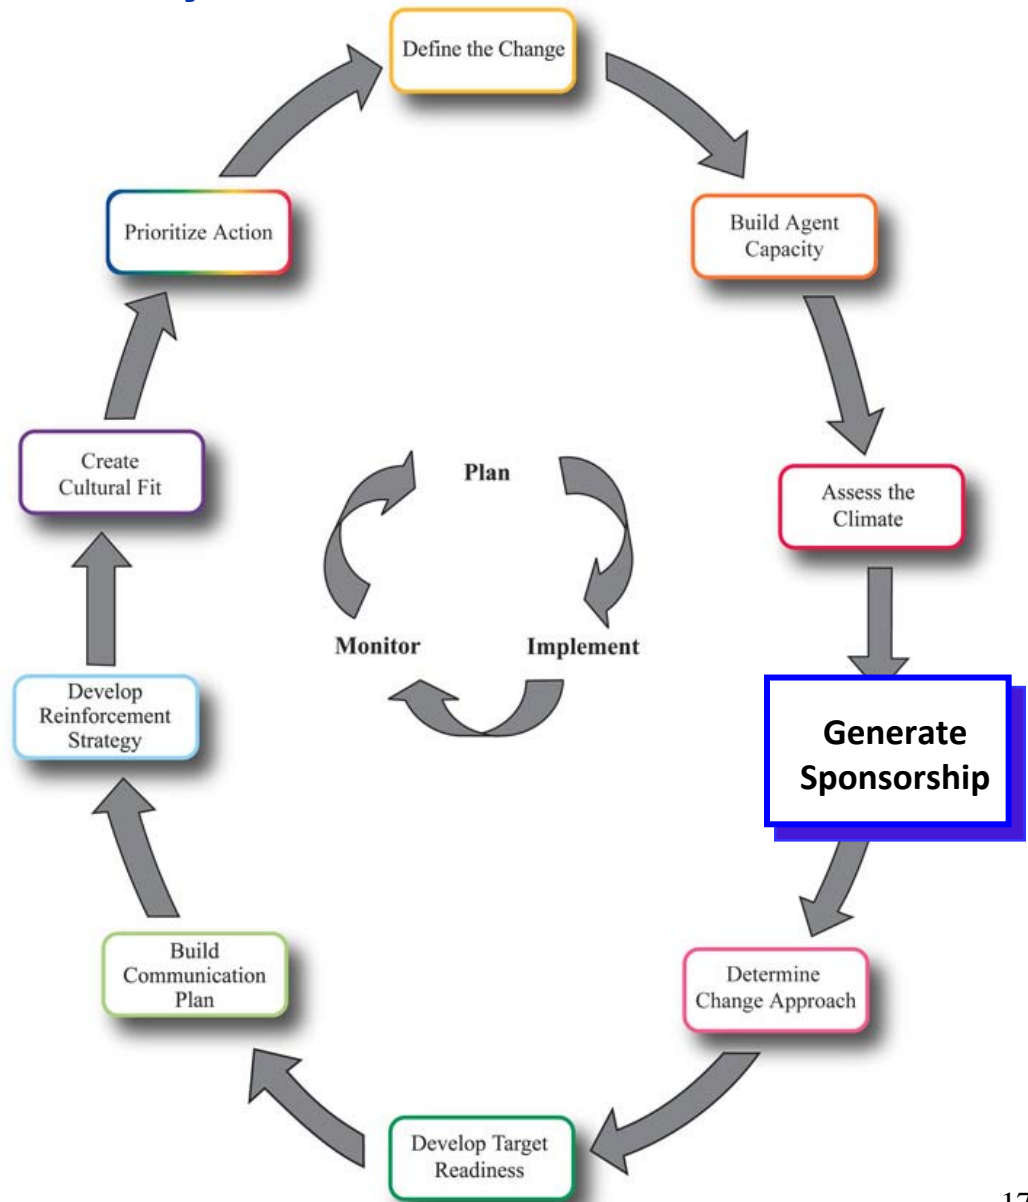 Define the Change
Build Agent
Capacity
Assess the
Climate
Generate
Sponsorship
Determine
Change Approach
Develop Target
Readiness
Build
Communication
Plan
Develop
Reinforcement
Strategy
Create
Cultural Fit
Prioritize Action
Plan
Implement
Monitor
17